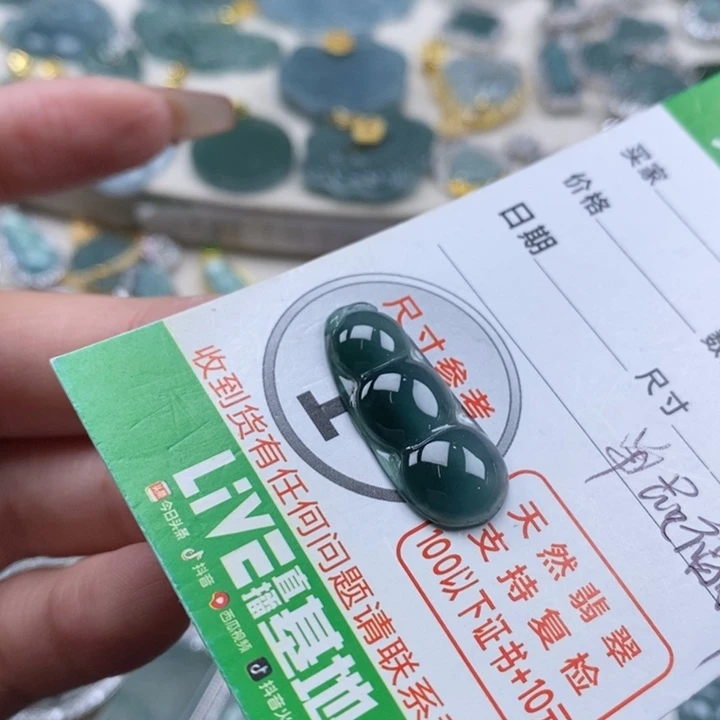 买家
价格
日期
数
尺寸
尺寸参考
收到货有任何问题请联系
LiVE直播基地
今日头条
抖音
西瓜视频
抖音火
天然翡翠
支持复检
100以下证书+10元